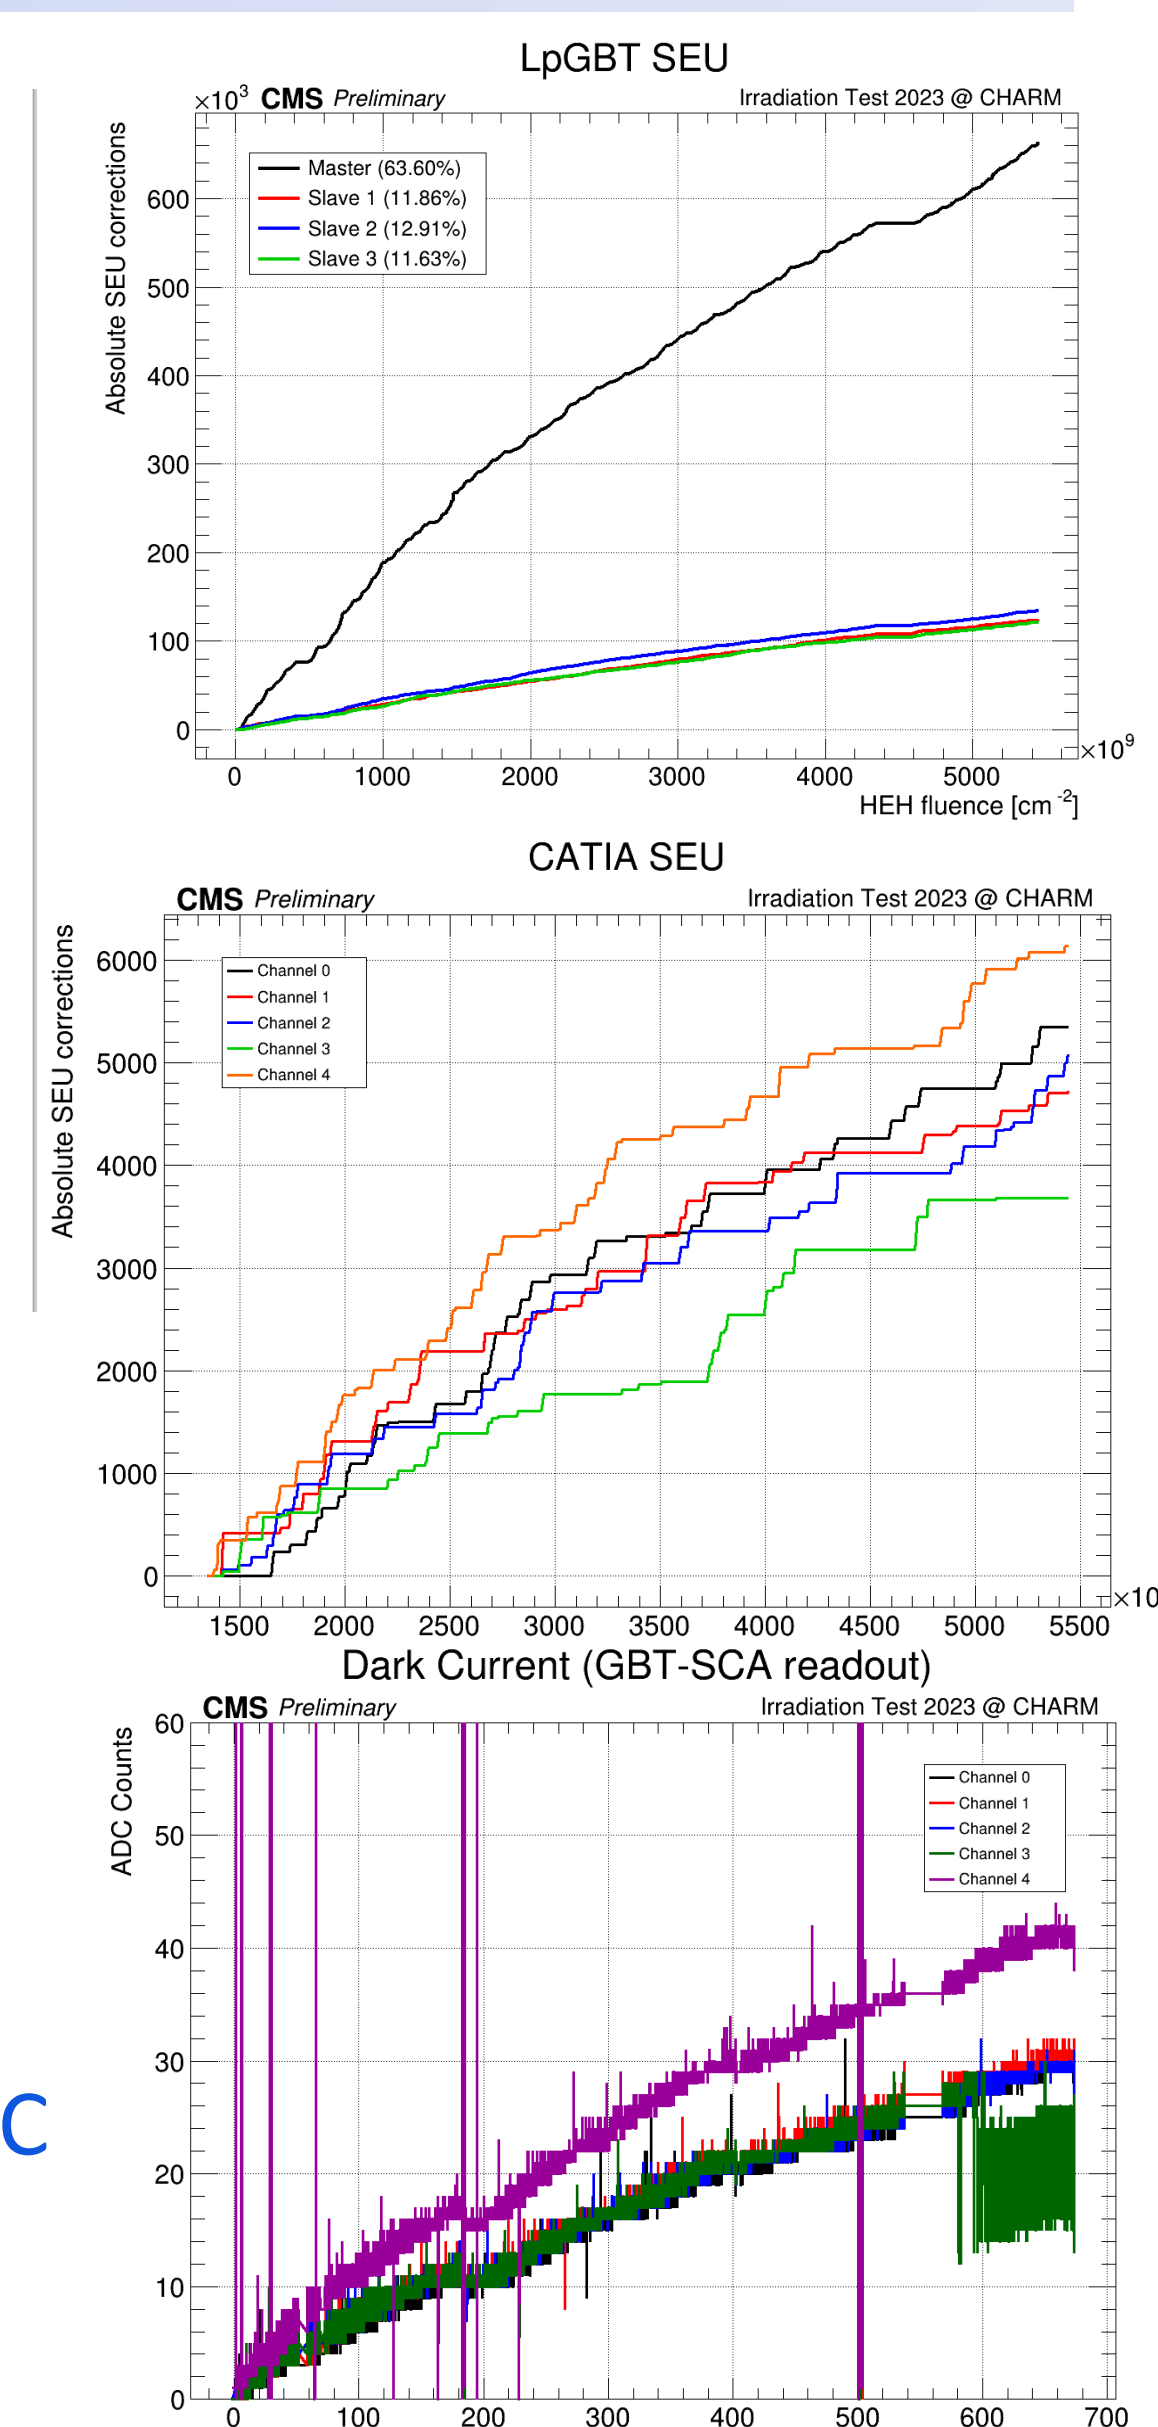 LpGBT SEU
×10³ CMS Preliminary Irradiation Test 2023 @ CHARM
Absolute SEU corrections
Master (63.60%)
Slave 1 (11.86%)
Slave 2 (12.91%)
Slave 3 (11.63%)
600
500
400
300
200
100
0
0 1000 2000 3000 4000 5000
×10⁹
HEH fluence [cm⁻²]
CATIA SEU
CMS Preliminary Irradiation Test 2023 @ CHARM
Absolute SEU corrections
Channel 0
Channel 1
Channel 2
Channel 3
Channel 4
6000
5000
4000
3000
2000
1000
0
×10
1500 2000 2500 3000 3500 4000 4500 5000 5500
Dark Current (GBT-SCA readout)
CMS Preliminary Irradiation Test 2023 @ CHARM
ADC Counts
Channel 0
Channel 1
Channel 2
Channel 3
Channel 4
60
50
40
30
20
10
0
0 100 200 300 400 500 600 700
C